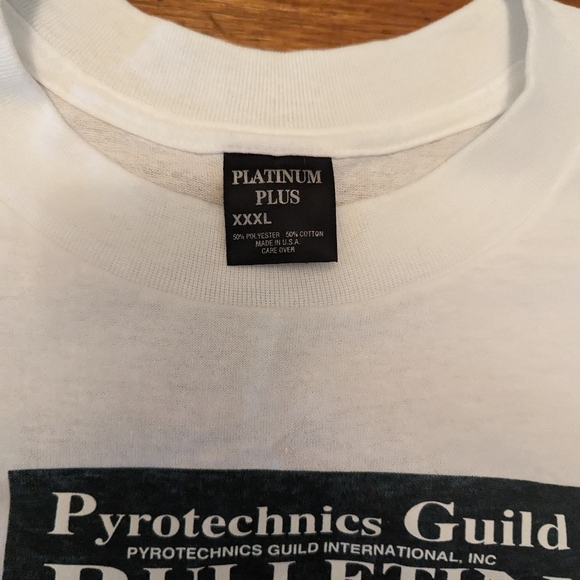 PLATINUM
PLUS
XXXL
50% POLYESTER 50% COTTON
MADE IN U.S.A.
CARE OVER
Pyrotechnics Guild
PYROTECHNICS GUILD INTERNATIONAL, INC